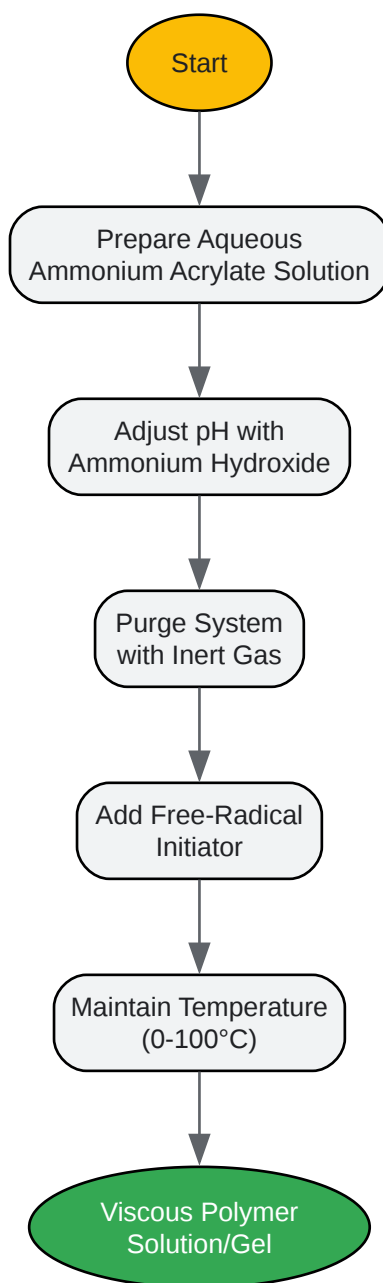 Start
Prepare Aqueous
Ammonium Acrylate Solution
Adjust pH with
Ammonium Hydroxide
Purge System
with Inert Gas
Add Free-Radical
Initiator
Maintain Temperature
(0-100°C)
Viscous Polymer
Solution/Gel